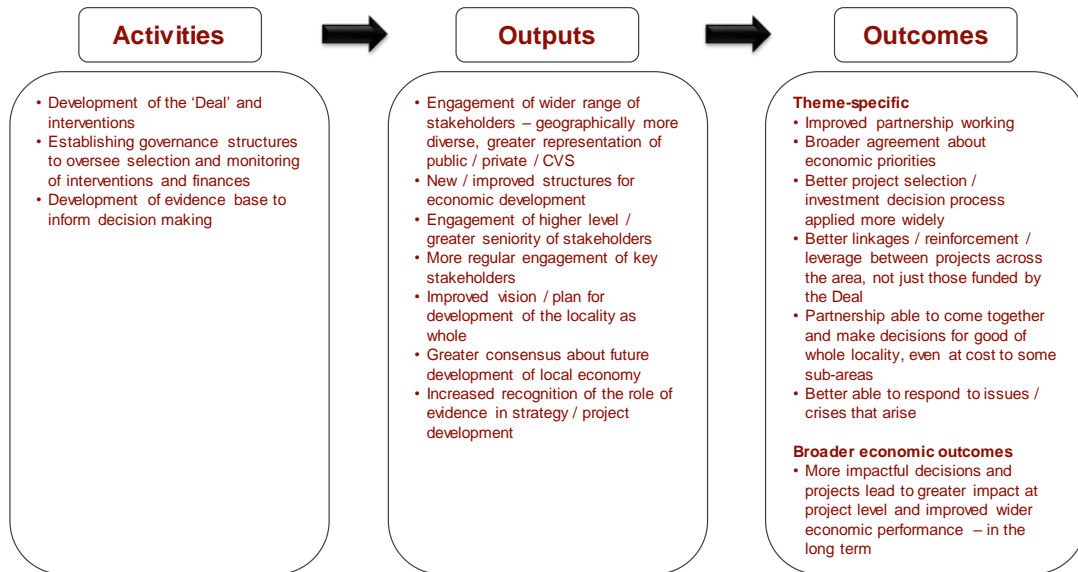 Activities
Outputs
Outcomes
• Development of the ‘Deal’ and
interventions
• Establishing governance structures
to oversee selection and monitoring
of interventions and finances
• Development of evidence base to
inform decision making
• Engagement of wider range of
stakeholders – geographically more
diverse, greater representation of
public / private / CVS
• New / improved structures for
economic development
• Engagement of higher level /
greater seniority of stakeholders
• More regular engagement of key
stakeholders
• Improved vision / plan for
development of the locality as
whole
• Greater consensus about future
development of local economy
• Increased recognition of the role of
evidence in strategy / project
development
Theme-specific
• Improved partnership working
• Broader agreement about
economic priorities
• Better project selection /
investment decision process
applied more widely
• Better linkages / reinforcement /
leverage between projects across
the area, not just those funded by
the Deal
• Partnership able to come together
and make decisions for good of
whole locality, even at cost to some
sub-areas
• Better able to respond to issues /
crises that arise
Broader economic outcomes
• More impactful decisions and
projects lead to greater impact at
project level and improved wider
economic performance – in the
long term